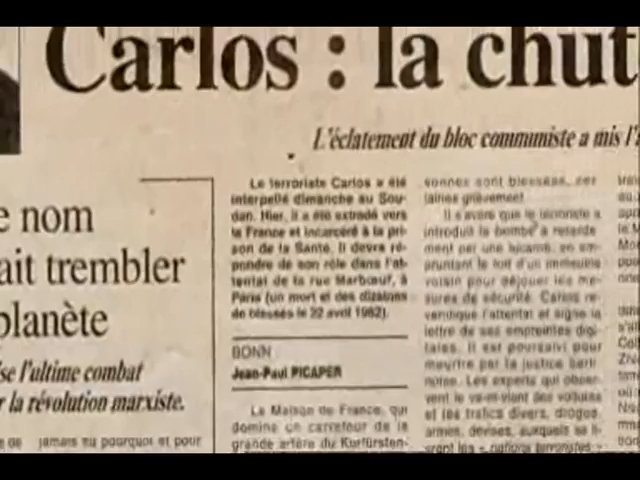 Carlos : la chut
L'éclatement du bloc communiste a mis l'
e nom
ait trembler
planète
se l'ultime combat
r la révolution marxiste.
jamais su pourquoi et pour
Le terroriste Carlos a été
interpellé dimanche au Sou-
dan. Hier, il a été extradé vers
la France et incarcéré à la pri-
son de la Santé. Il devra ré-
pondre de son rôle dans l'at-
tentat de la rue Marbœuf, à
Paris (un mort et des dizaines
de blessés le 22 avril 1982).
BONN
Jean-Paul PICAPER
La Maison de France, qui
domine un carrefour de la
grande artère du Kurfürsten-
sonnes sont blessées, cer-
taines grièvement.
Il s'avère que le terroriste a
introduit la bombe à retarde-
ment par une lucarne, en em-
pruntant le toit d'un immeuble
voisin pour déjouer les me-
sures de sécurité. Carlos re-
vendique l'attentat et signe la
lettre de ses empreintes digi-
tales. Il est poursuivi pour
meurtre par la justice berli-
noise. Les experts qui obser-
vent le va-et-vient des voitures
et les trafics divers, drogue,
armes, devises, auxquels se li-
vrent les « nations terroristes »